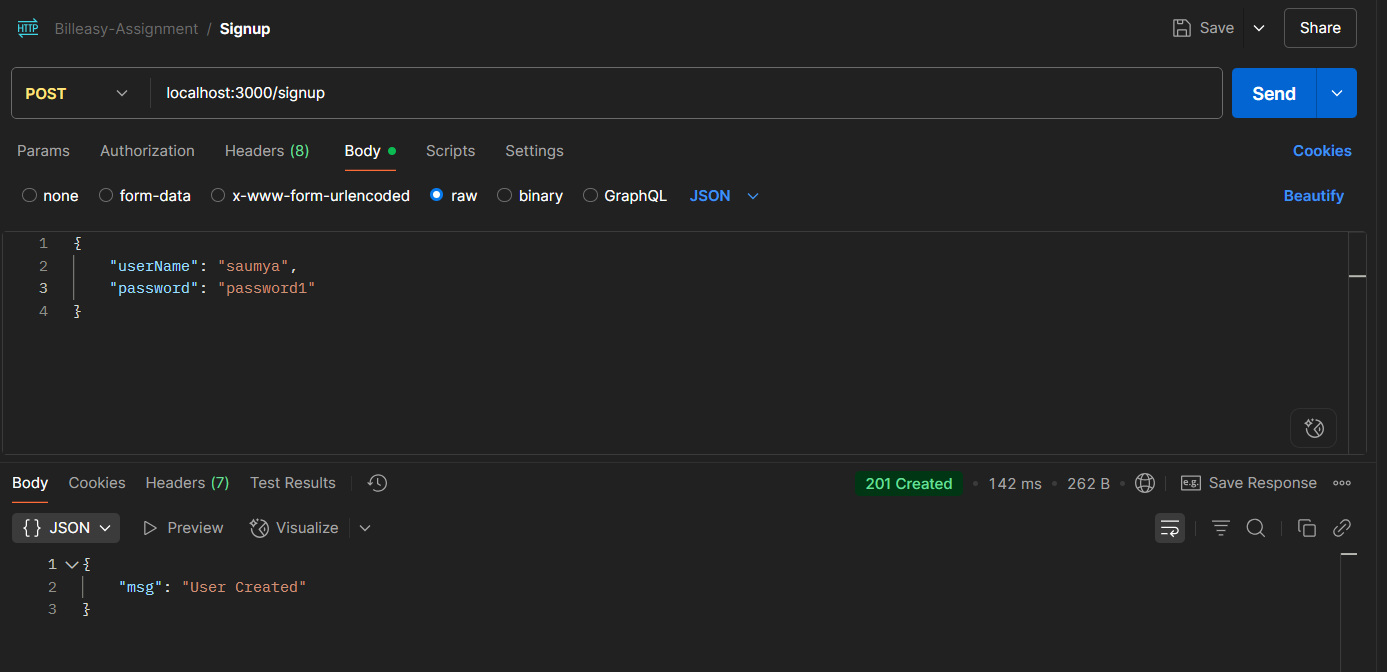 HTTP Billeasy-Assignment / Signup Save Share
POST localhost:3000/signup Send
Params Authorization Headers (8) Body Scripts Settings Cookies
none form-data x-www-form-urlencoded raw binary GraphQL JSON Beautify
1 {
2 "userName": "saumya",
3 "password": "password1"
4 }
Body Cookies Headers (7) Test Results 201 Created 142 ms 262 B e.g. Save Response
{} JSON Preview Visualize
1 {
2 "msg": "User Created"
3 }